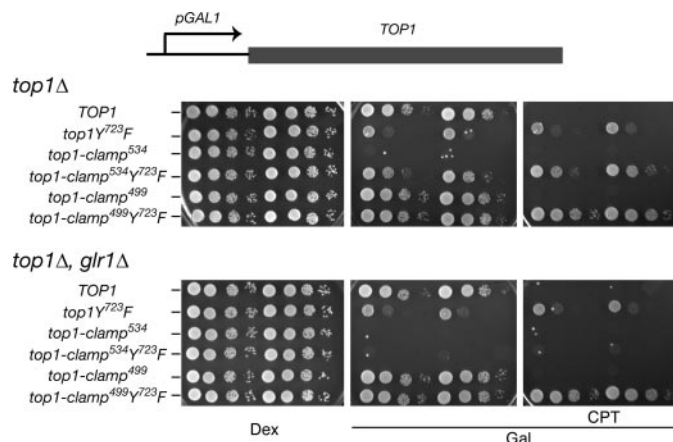 pGAL1 TOP1
top1Δ
TOP1
top1Y⁷²³F
top1-clamp⁵³⁴
top1-clamp⁵³⁴Y⁷²³F
top1-clamp⁴⁹⁹
top1-clamp⁴⁹⁹Y⁷²³F
top1Δ, glr1Δ
TOP1
top1Y⁷²³F
top1-clamp⁵³⁴
top1-clamp⁵³⁴Y⁷²³F
top1-clamp⁴⁹⁹
top1-clamp⁴⁹⁹Y⁷²³F
CPT
Dex
Gal